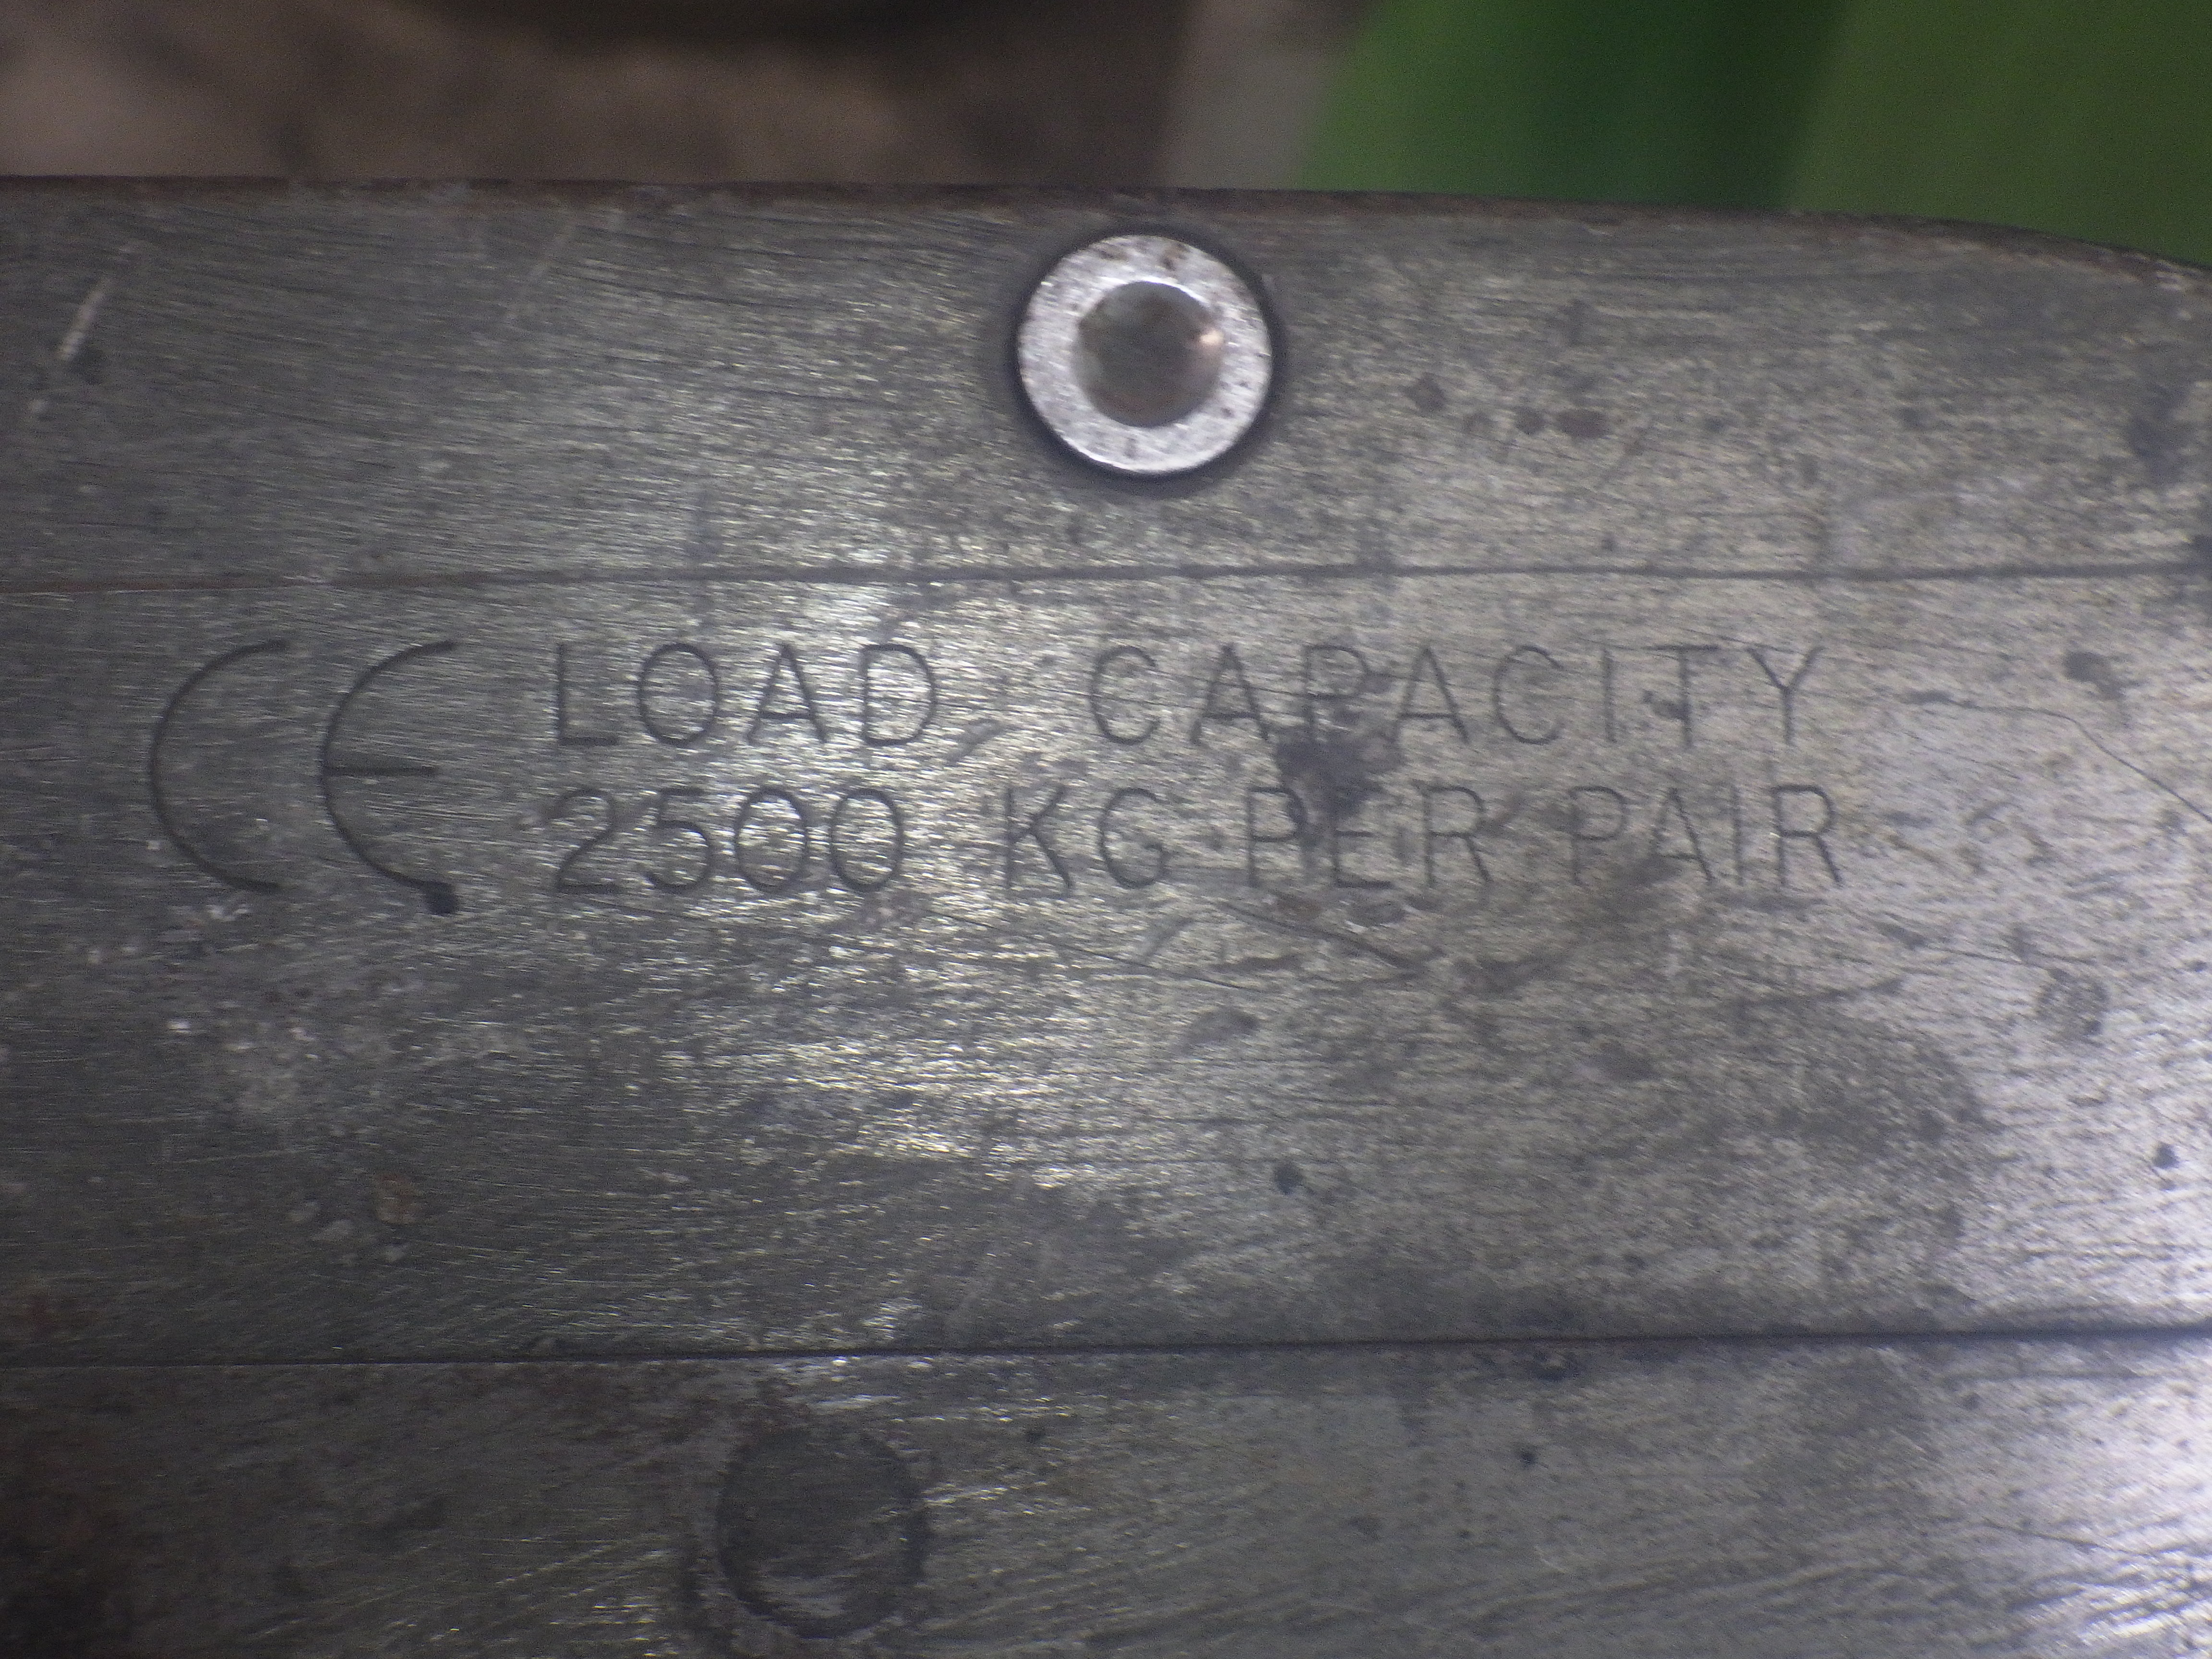 CE LOAD CAPACITY
2500 KG PER PAIR